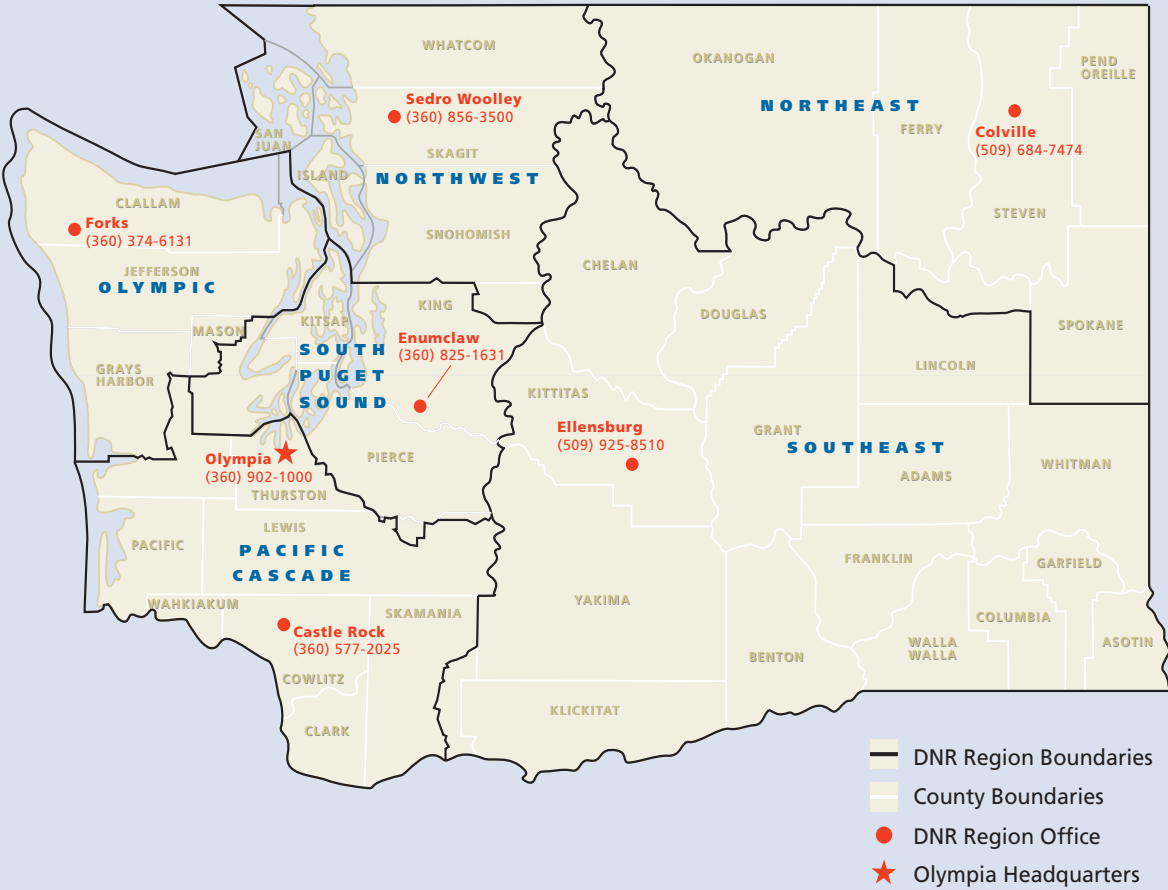 WHATCOM
OKANOGAN
PEND
OREILLE
Sedro Woolley
(360) 856-3500
NORTHEAST
FERRY
Colville
(509) 684-7474
SAN
JUAN
SKAGIT
ISLAND
NORTHWEST
CLALLAM
STEVEN
Forks
(360) 374-6131
SNOHOMISH
JEFFERSON
OLYMPIC
CHELAN
KING
DOUGLAS
MASON
KITSAP
SPOKANE
Enumclaw
(360) 825-1631
SOUTH
PUGET
SOUND
GRAYS
HARBOR
LINCOLN
KITTITAS
Ellensburg
(509) 925-8510
GRANT
SOUTHEAST
Olympia
(360) 902-1000
PIERCE
WHITMAN
ADAMS
THURSTON
LEWIS
PACIFIC
PACIFIC
CASCADE
FRANKLIN
GARFIELD
WAHKIAKUM
SKAMANIA
YAKIMA
COLUMBIA
Castle Rock
(360) 577-2025
WALLA
WALLA
ASOTIN
BENTON
COWLITZ
KLICKITAT
CLARK
DNR Region Boundaries
County Boundaries
DNR Region Office
Olympia Headquarters